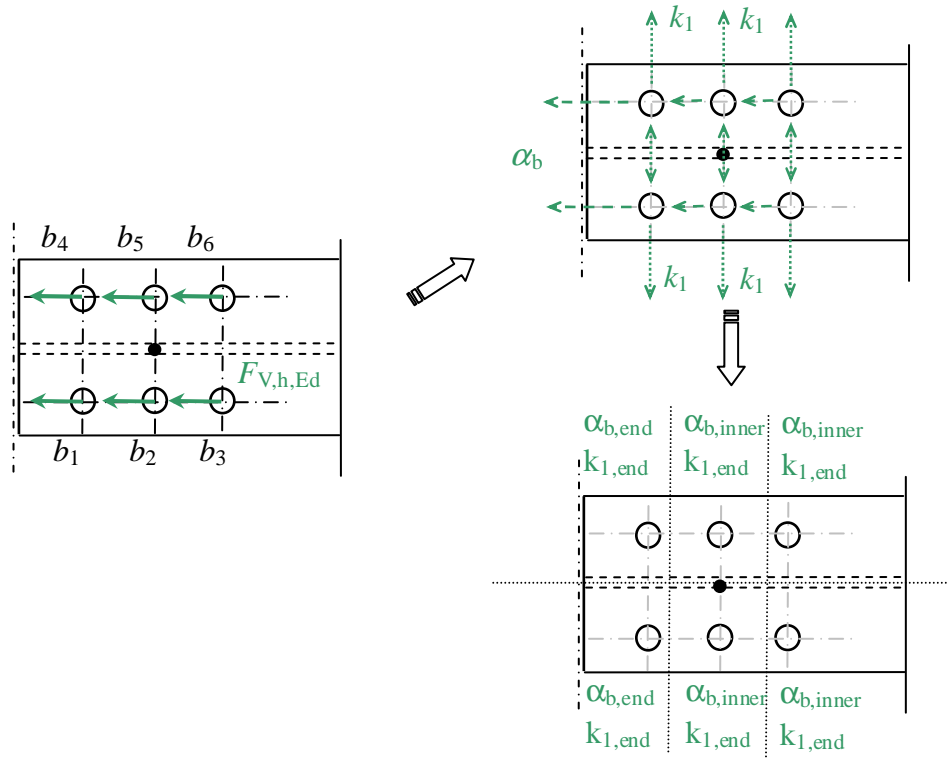 k1 k1
αb
k1 k1
b4 b5 b6
FV,h,Ed
b1 b2 b3
αb,end αb,inner αb,inner
k1,end k1,end k1,end
αb,end αb,inner αb,inner
k1,end k1,end k1,end